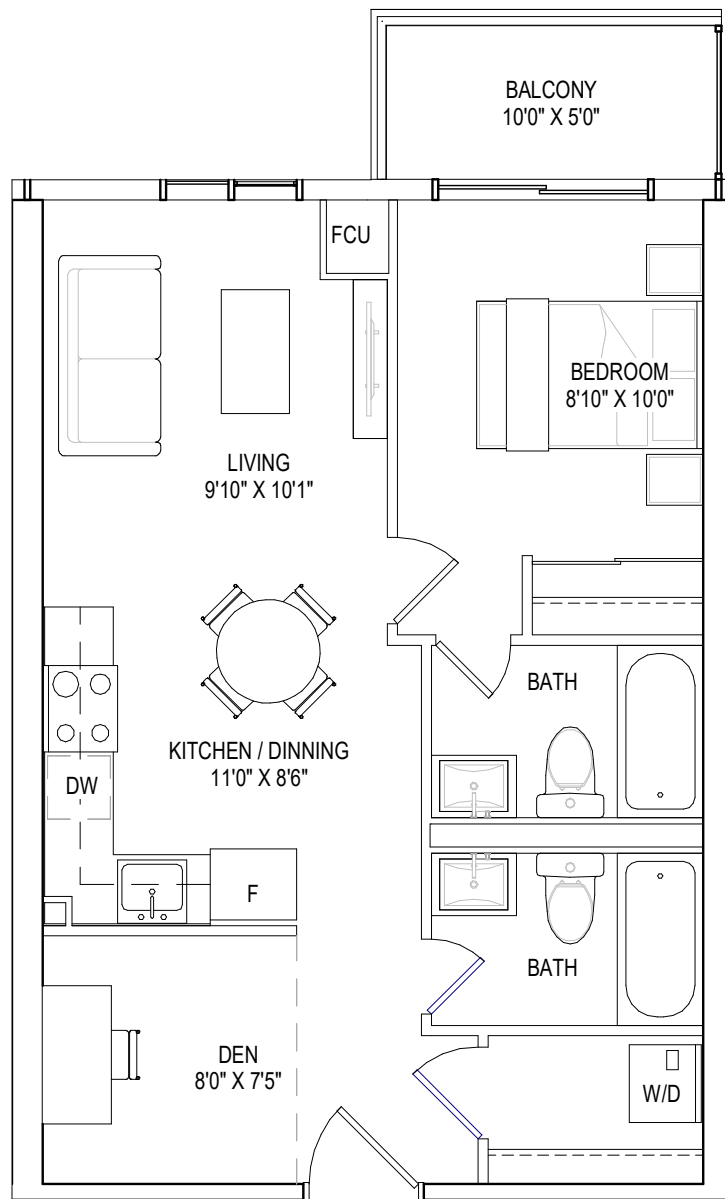 BALCONY
10'0" X 5'0"
FCU
BEDROOM
8'10" X 10'0"
LIVING
9'10" X 10'1"
BATH
KITCHEN / DINNING
11'0" X 8'6"
DW
F
BATH
DEN
8'0" X 7'5"
W/D